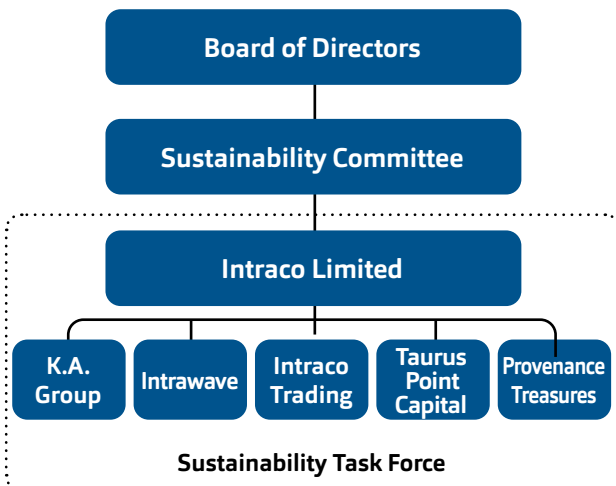 Board of Directors
Sustainability Committee
Intraco Limited
K.A.
Group
Intrawave
Intraco
Trading
Taurus
Point
Capital
Provenance
Treasures
Sustainability Task Force